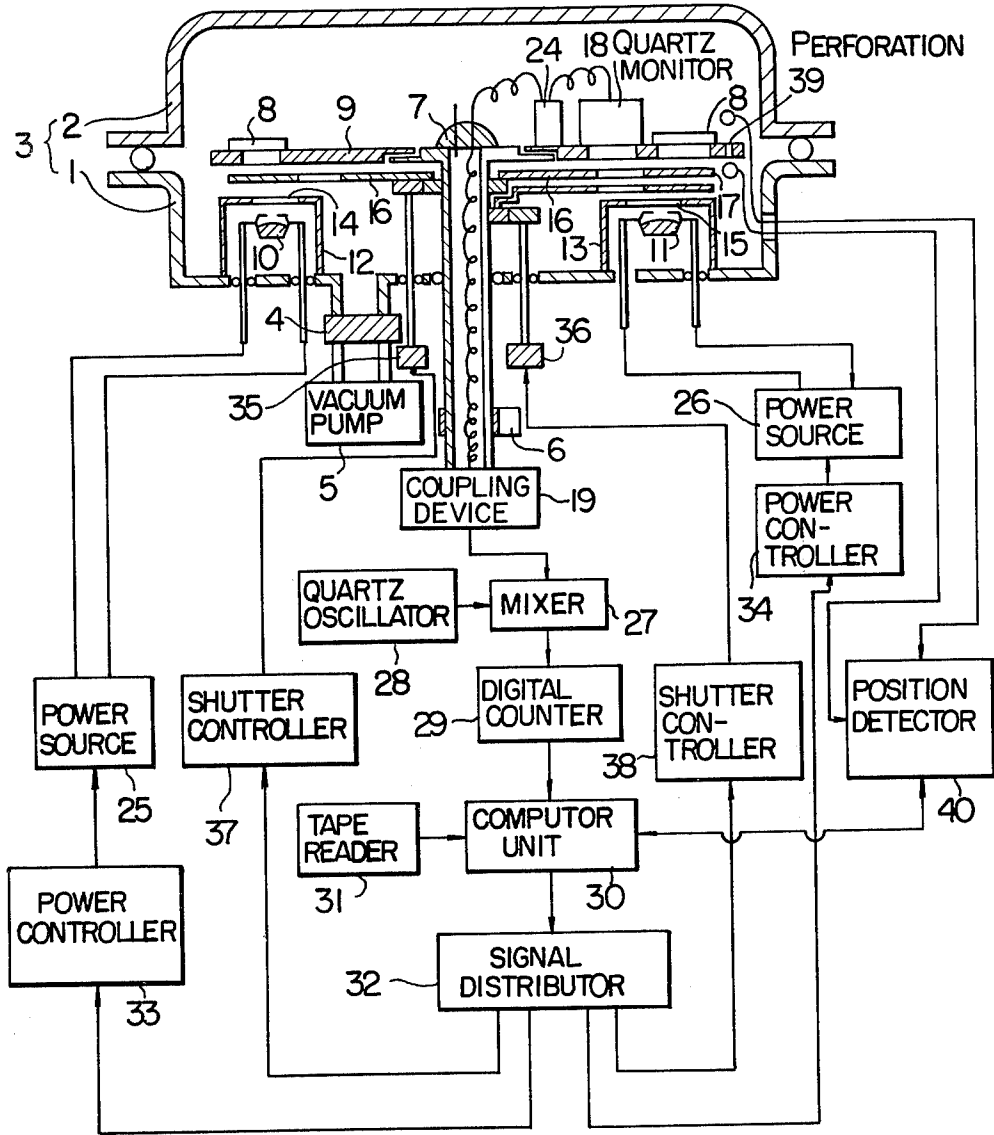 18 QUARTZ MONITOR
PERFORATION
24
39
3
2
1
8
9
7
8
14
16
16
17
10
12
13
11
15
4
35
36
VACUUM
PUMP
5
6
26
POWER
SOURCE
COUPLING
DEVICE
19
POWER
CON-
TROLLER
34
QUARTZ
OSCILLATOR
28
MIXER
27
POWER
SOURCE
25
SHUTTER
CONTROLLER
37
DIGITAL
COUNTER
29
SHUTTER
CON-
TROLLER
38
POSITION
DETECTOR
40
TAPE
READER
31
COMPUTOR
UNIT
30
POWER
CONTROLLER
33
SIGNAL
DISTRIBUTOR
32